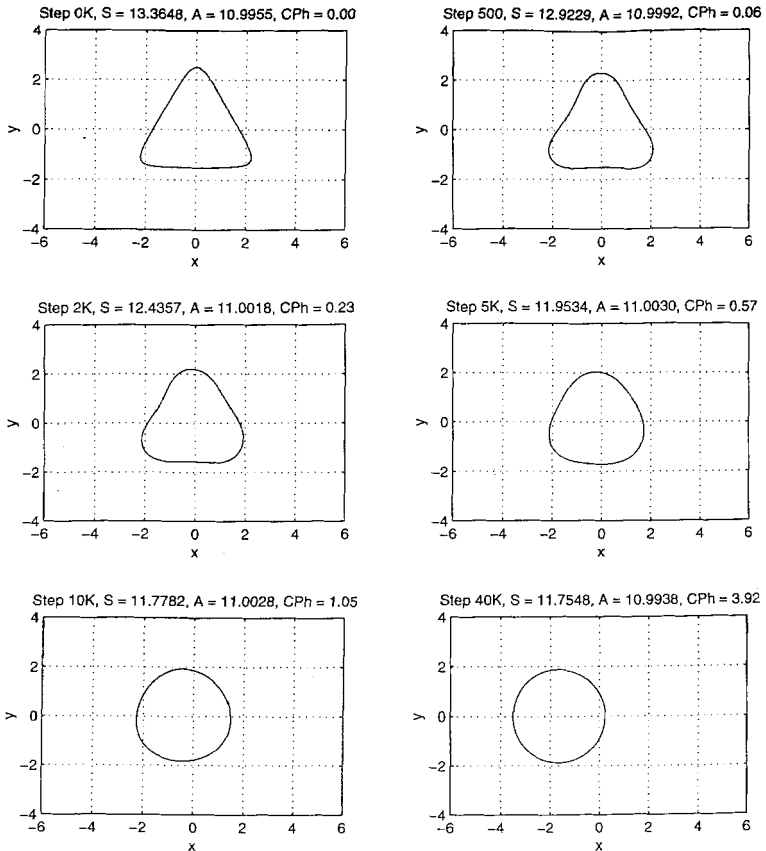 Step 0K, S = 13.3648, A = 10.9955, CPh = 0.00
4
2
0
−2
−4
y
−6 −4 −2 0 2 4 6
x
Step 500, S = 12.9229, A = 10.9992, CPh = 0.06
4
2
0
−2
−4
y
−6 −4 −2 0 2 4 6
x
Step 2K, S = 12.4357, A = 11.0018, CPh = 0.23
4
2
0
−2
−4
y
−6 −4 −2 0 2 4 6
x
Step 5K, S = 11.9534, A = 11.0030, CPh = 0.57
4
2
0
−2
−4
y
−6 −4 −2 0 2 4 6
x
Step 10K, S = 11.7782, A = 11.0028, CPh = 1.05
4
2
0
−2
−4
y
−6 −4 −2 0 2 4 6
x
Step 40K, S = 11.7548, A = 10.9938, CPh = 3.92
4
2
0
−2
−4
y
−6 −4 −2 0 2 4 6
x